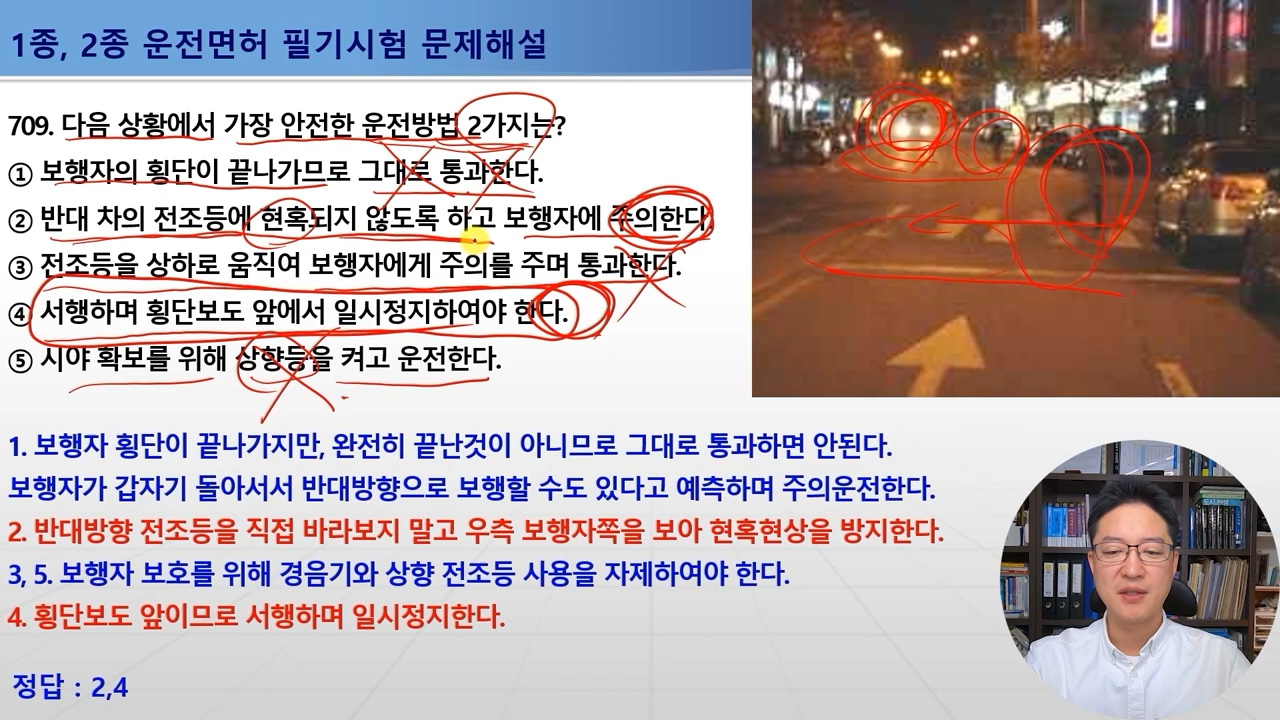 1종, 2종 운전면허 필기시험 문제해설
709. 다음 상황에서 가장 안전한 운전방법 2가지는?
① 보행자의 횡단이 끝나가므로 그대로 통과한다.
② 반대 차의 전조등에 현혹되지 않도록 하고 보행자에 주의한다.
③ 전조등을 상하로 움직여 보행자에게 주의를 주며 통과한다.
④ 서행하며 횡단보도 앞에서 일시정지하여야 한다.
⑤ 시야 확보를 위해 상향등을 켜고 운전한다.
1. 보행자 횡단이 끝나가지만, 완전히 끝난것이 아니므로 그대로 통과하면 안된다.
보행자가 갑자기 돌아서서 반대방향으로 보행할 수도 있다고 예측하며 주의운전한다.
2. 반대방향 전조등을 직접 바라보지 말고 우측 보행자쪽을 보아 현혹현상을 방지한다.
3, 5. 보행자 보호를 위해 경음기와 상향 전조등 사용을 자제하여야 한다.
4. 횡단보도 앞이므로 서행하며 일시정지한다.
정답 : 2,4